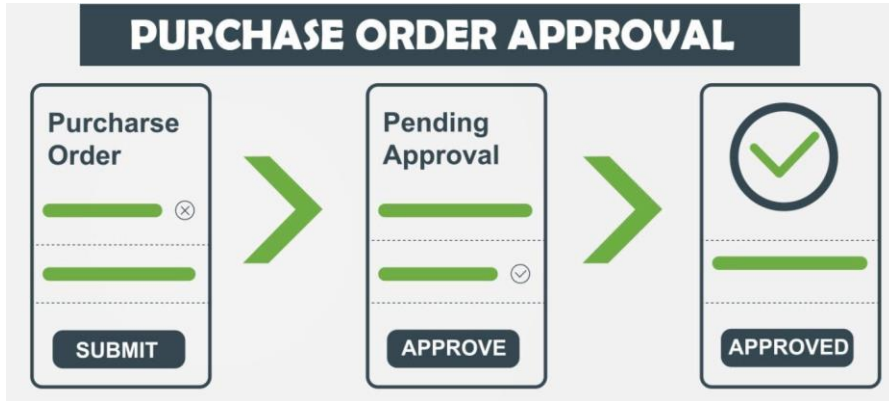 PURCHASE ORDER APPROVAL
Purcharse
Order
SUBMIT
Pending
Approval
APPROVE
APPROVED